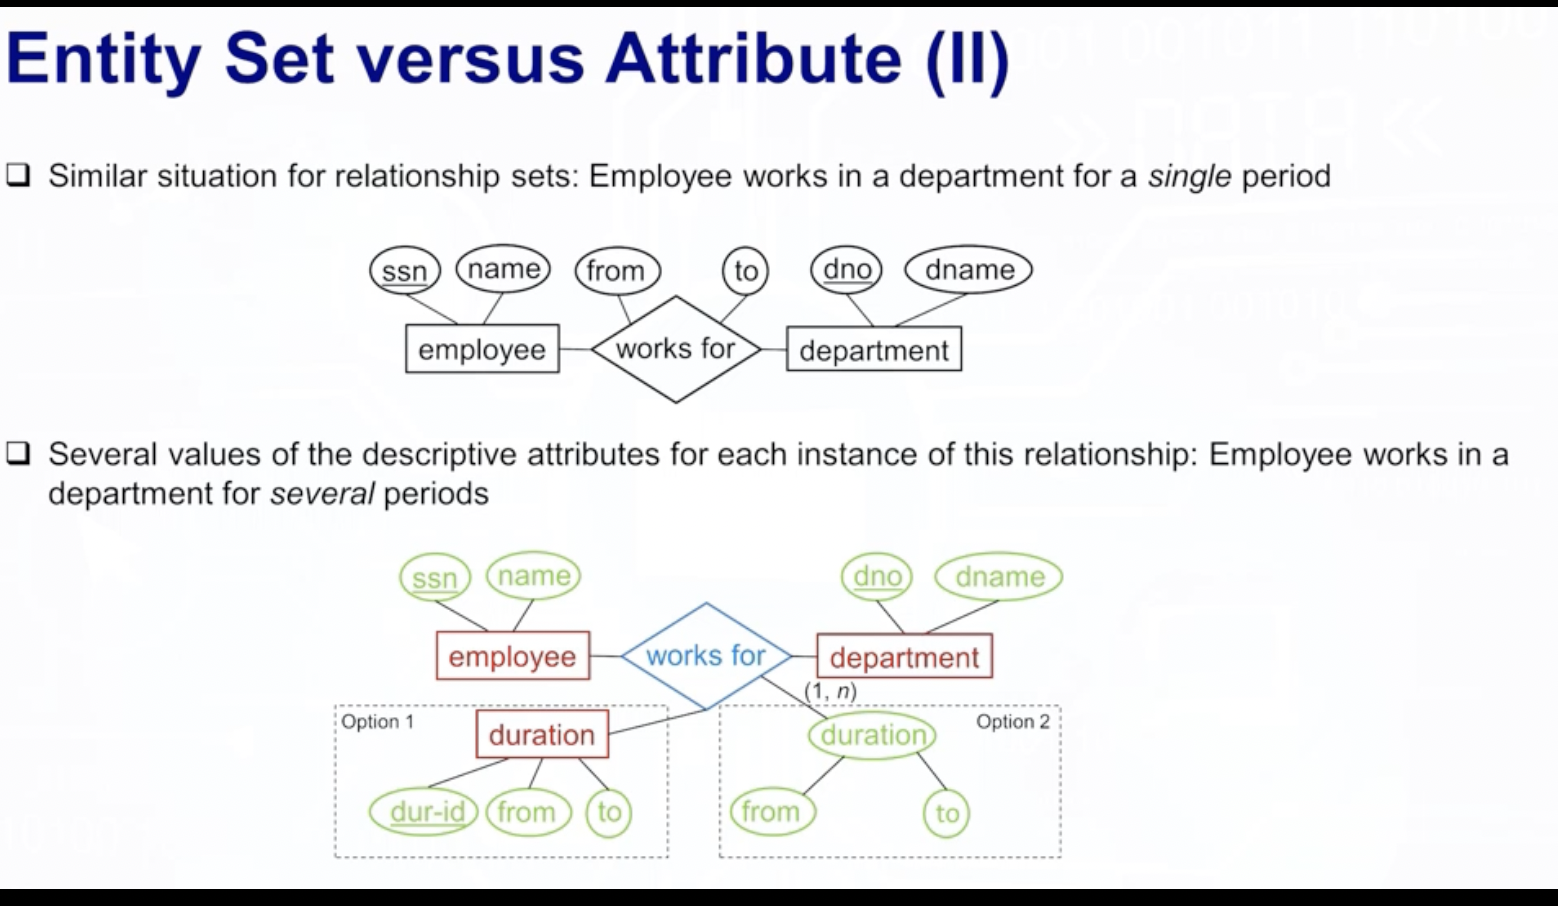 Entity Set versus Attribute (II)
❑ Similar situation for relationship sets: Employee works in a department for a single period
ssn name from to dno dname
employee works for department
❑ Several values of the descriptive attributes for each instance of this relationship: Employee works in a
department for several periods
ssn name dno dname
employee works for department
(1, n)
Option 1 duration duration Option 2
dur-id from to from to